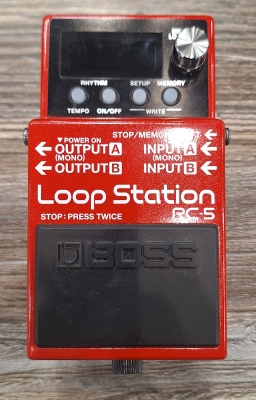 RHYTHM SETUP MEMORY
TEMPO ON/OFF WRITE
STOP/MEMORY
▼POWER ON
OUTPUT A INPUT A
(MONO) (MONO)
OUTPUT B INPUT B
Loop Station
RC-5
STOP : PRESS TWICE
BOSS